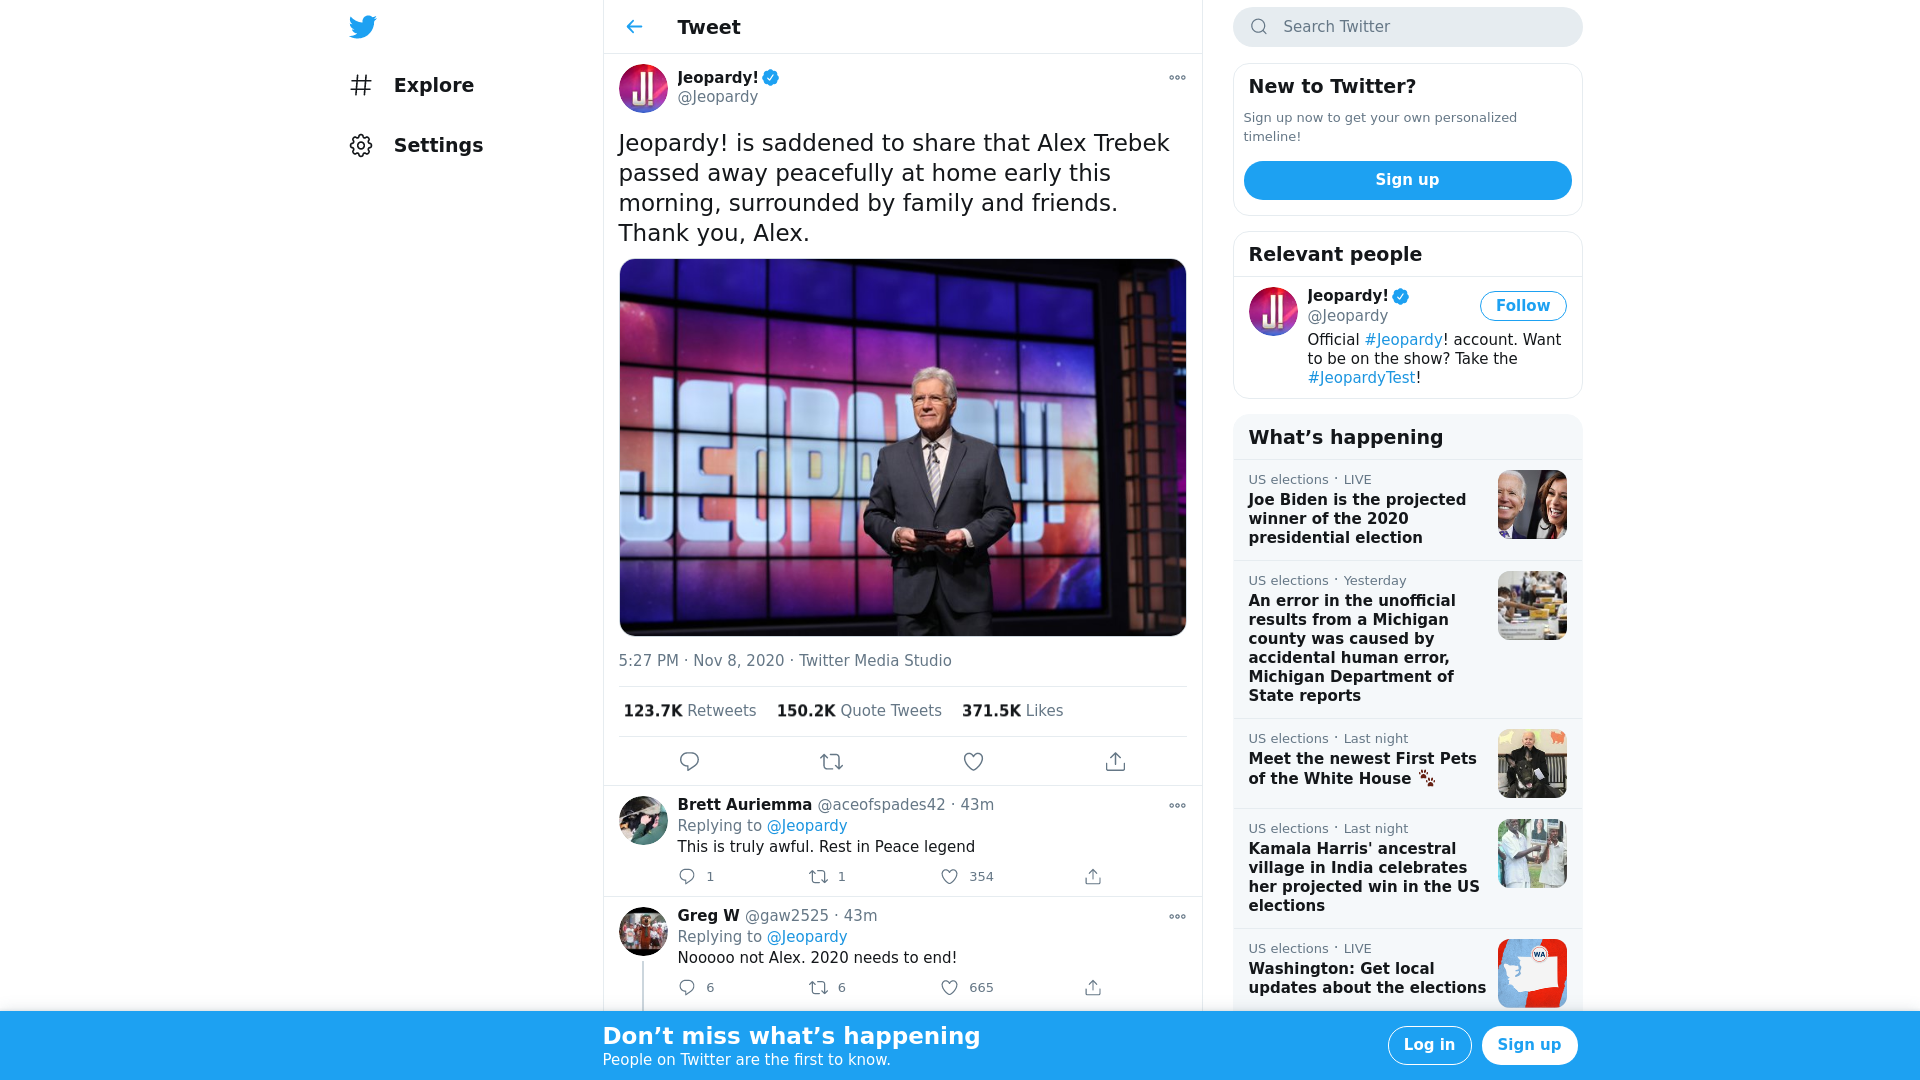 Explore
Settings
Tweet
Jeopardy!
@Jeopardy
Jeopardy! is saddened to share that Alex Trebek
passed away peacefully at home early this
morning, surrounded by family and friends.
Thank you, Alex.
JEOPARDY!
5:27 PM · Nov 8, 2020 · Twitter Media Studio
123.7K Retweets 150.2K Quote Tweets 371.5K Likes
Brett Auriemma @aceofspades42 · 43m
Replying to @Jeopardy
This is truly awful. Rest in Peace legend
1 1 354
Greg W @gaw2525 · 43m
Replying to @Jeopardy
Nooooo not Alex. 2020 needs to end!
6 6 665
Search Twitter
New to Twitter?
Sign up now to get your own personalized
timeline!
Sign up
Relevant people
Jeopardy!
@Jeopardy
Follow
Official #Jeopardy! account. Want
to be on the show? Take the
#JeopardyTest!
What’s happening
US elections · LIVE
Joe Biden is the projected
winner of the 2020
presidential election
US elections · Yesterday
An error in the unofficial
results from a Michigan
county was caused by
accidental human error,
Michigan Department of
State reports
US elections · Last night
Meet the newest First Pets
of the White House 🐾
US elections · Last night
Kamala Harris' ancestral
village in India celebrates
her projected win in the US
elections
US elections · LIVE
Washington: Get local
updates about the elections
WA
Don’t miss what’s happening
People on Twitter are the first to know.
Log in
Sign up